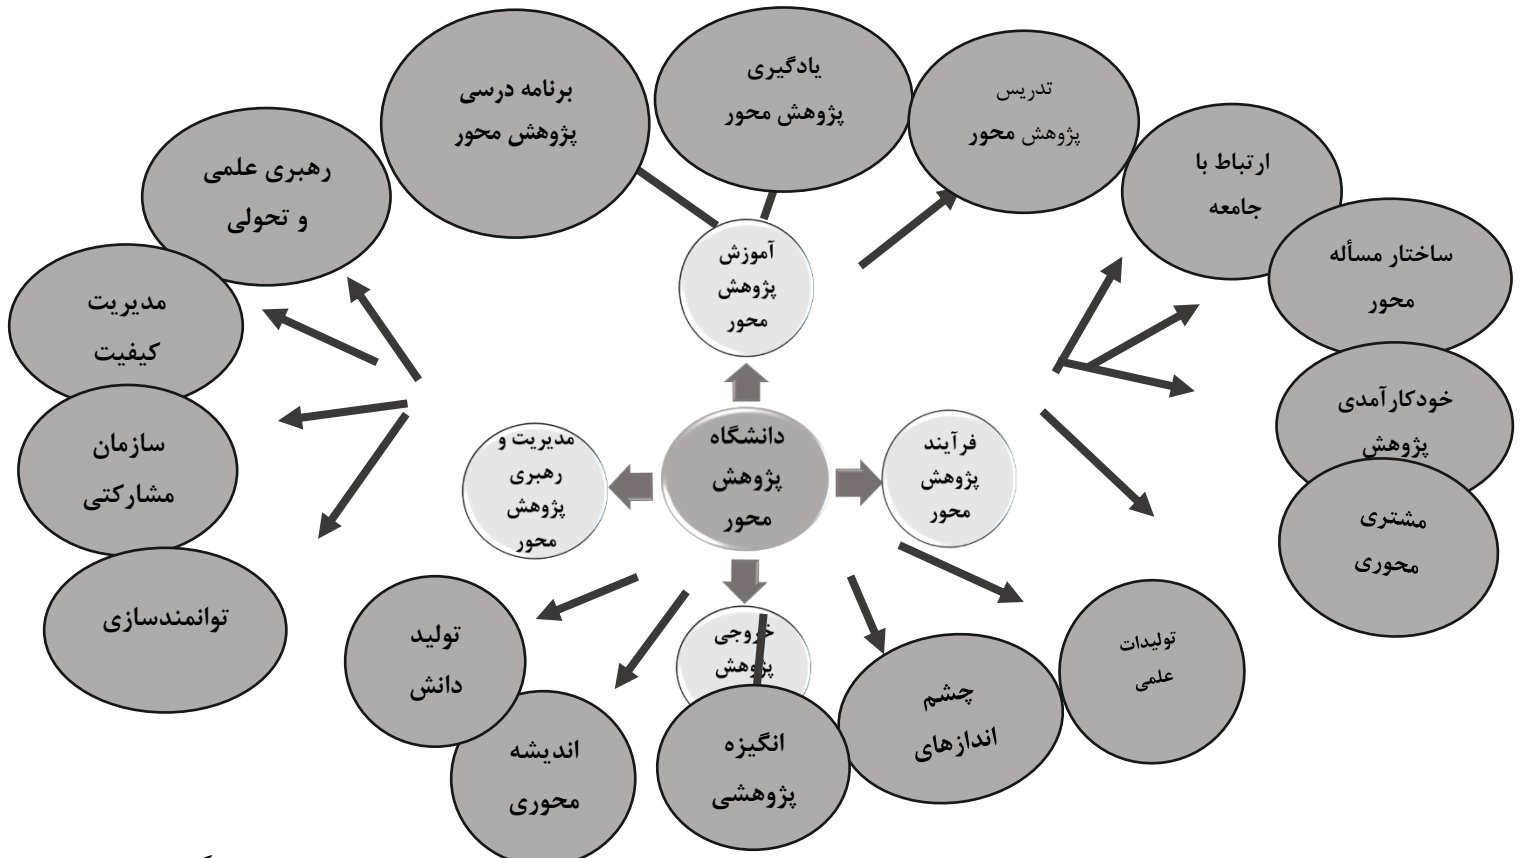 یادگیری
پژوهش محور
برنامه درسی
پژوهش محور
تدریس
پژوهش محور
ارتباط با
جامعه
رهبری علمی
و تحولی
ساختار مسأله
محور
آموزش
پژوهش
محور
مدیریت
کیفیت
خودکارآمدی
پژوهش
سازمان
مشارکتی
مدیریت و
رهبری
پژوهش
محور
دانشگاه
پژوهش
محور
فرآیند
پژوهش
محور
مشتری
محوری
توانمندسازی
تولید
دانش
خروجی
پژوهش
تولیدات
علمی
چشم
اندازهای
اندیشه
محوری
انگیزه
پژوهشی